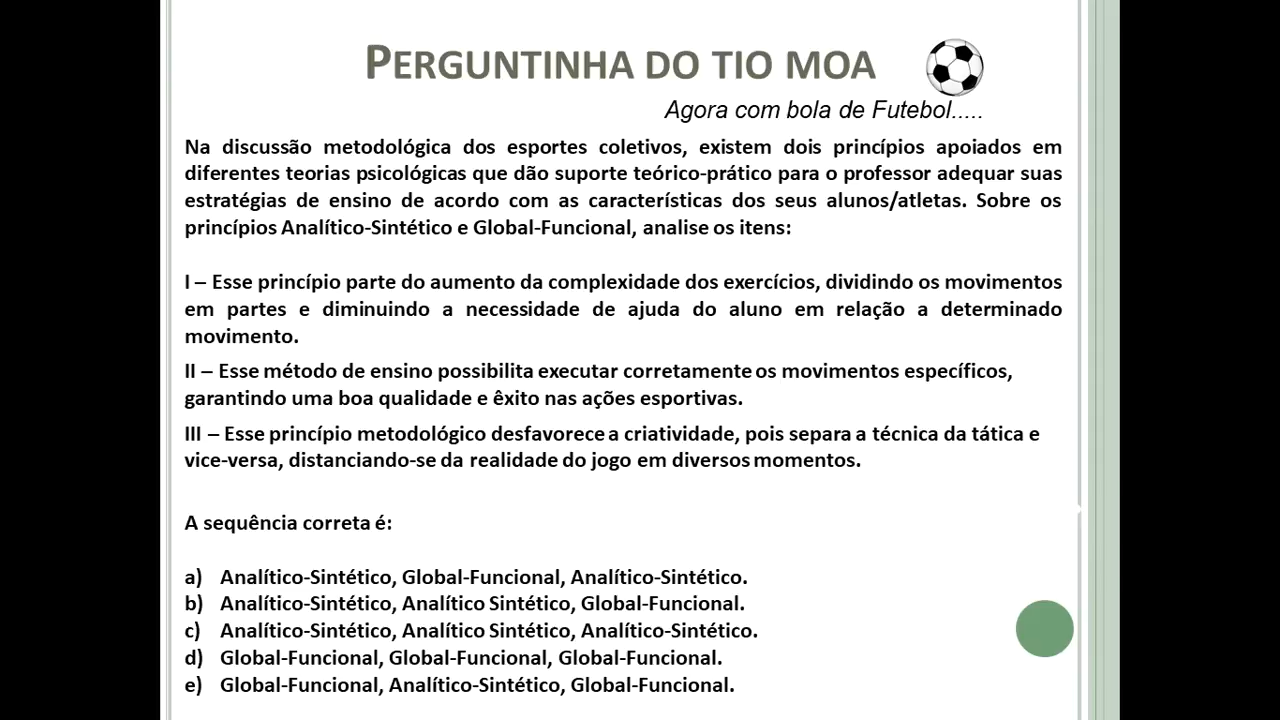 PERGUNTINHA DO TIO MOA
Agora com bola de Futebol.....
Na discussão metodológica dos esportes coletivos, existem dois princípios apoiados em
diferentes teorias psicológicas que dão suporte teórico-prático para o professor adequar suas
estratégias de ensino de acordo com as características dos seus alunos/atletas. Sobre os
princípios Analítico-Sintético e Global-Funcional, analise os itens:
I – Esse princípio parte do aumento da complexidade dos exercícios, dividindo os movimentos
em partes e diminuindo a necessidade de ajuda do aluno em relação a determinado
movimento.
II – Esse método de ensino possibilita executar corretamente os movimentos específicos,
garantindo uma boa qualidade e êxito nas ações esportivas.
III – Esse princípio metodológico desfavorece a criatividade, pois separa a técnica da tática e
vice-versa, distanciando-se da realidade do jogo em diversos momentos.
A sequência correta é:
a) Analítico-Sintético, Global-Funcional, Analítico-Sintético.
b) Analítico-Sintético, Analítico Sintético, Global-Funcional.
c) Analítico-Sintético, Analítico Sintético, Analítico-Sintético.
d) Global-Funcional, Global-Funcional, Global-Funcional.
e) Global-Funcional, Analítico-Sintético, Global-Funcional.